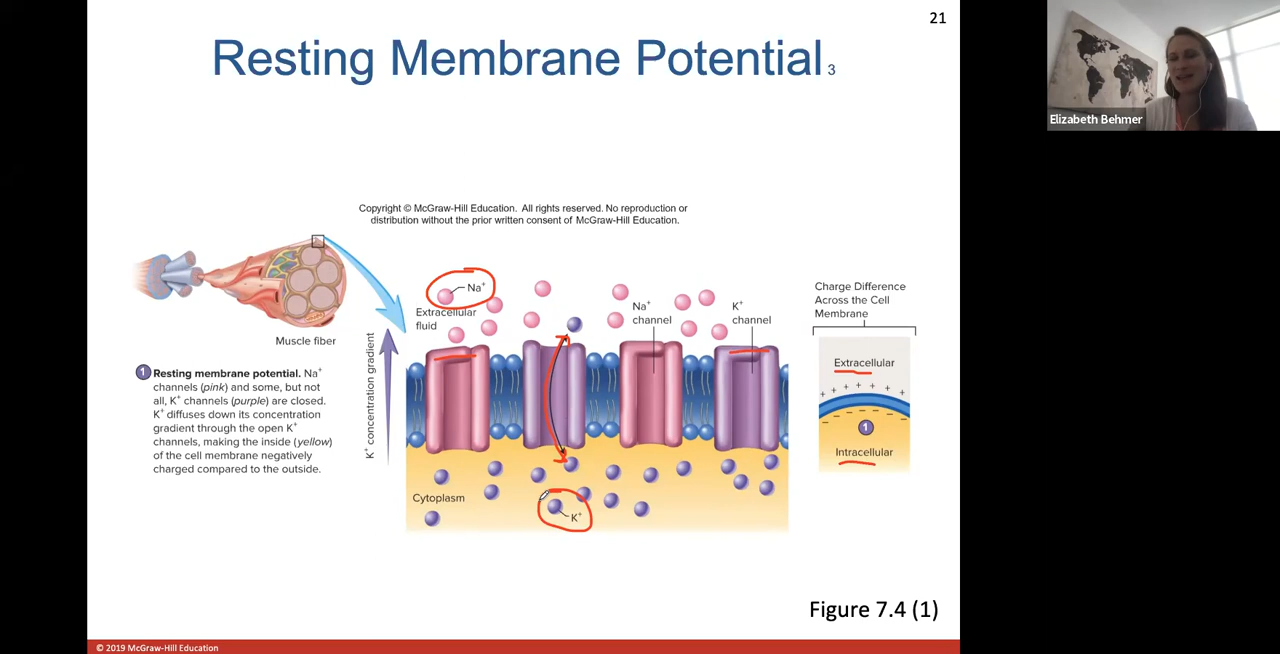 21
Resting Membrane Potential 3
Elizabeth Behmer
Copyright © McGraw-Hill Education. All rights reserved. No reproduction or
distribution without the prior written consent of McGraw-Hill Education.
Muscle fiber
1 Resting membrane potential. Na+
channels (pink) and some, but not
all, K+ channels (purple) are closed.
K+ diffuses down its concentration
gradient through the open K+
channels, making the inside (yellow)
of the cell membrane negatively
charged compared to the outside.
K+ concentration gradient
Na+
Extracellular
fluid
Na+
channel
K+
channel
Cytoplasm
K+
Charge Difference
Across the Cell
Membrane
Extracellular
+ + + + + +
– – – – – –
1
Intracellular
Figure 7.4 (1)
© 2019 McGraw-Hill Education